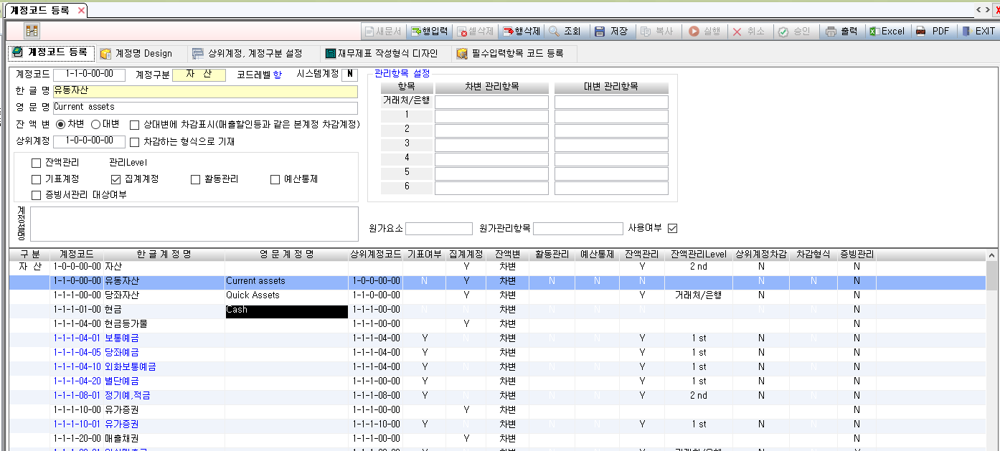 계정코드 등록
새문서 행입력 셀삭제 행삭제 조회 저장 복사 실행 취소 승인 출력 Excel PDF EXIT
계정코드 등록 계정명 Design 상위계정, 계정구분 설정 재무제표 작성형식 디자인 필수입력항목 코드 등록
계정코드 1-1-0-00-00 계정구분 자 산 코드레벨 항 시스템계정 N
한 글 명 유동자산
영 문 명 Current assets
잔 액 변 차변 대변 상대변에 차감표시(매출할인등과 같은 본계정 차감계정)
상위계정 1-0-0-00-00 차감하는 형식으로 기재
잔액관리 관리Level
기표계정 집계계정 활동관리 예산통제
증빙서관리 대상여부
계정설명
관리항목 설정
항목 차변 관리항목 대변 관리항목
거래처/은행
1
2
3
4
5
6
원가요소 원가관리항목 사용여부
구 분 계정코드 한 글 계 정 명 영 문 계 정 명 상위계정코드 기표여부 집계계정 잔액변 활동관리 예산통제 잔액관리 잔액관리Level 상위계정차감 차감형식 증빙관리
자 산 1-0-0-00-00 자산 Y 차변 Y 2 nd N N
1-1-0-00-00 유동자산 Current assets 1-0-0-00-00 N Y 차변 N N N N N N
1-1-1-00-00 당좌자산 Quick Assets 1-1-0-00-00 Y 차변 Y 거래처/은행 N N
1-1-1-01-00 현금 Cash 1-1-1-00-00 N N 차변 N N N N N N
1-1-1-04-00 현금등가물 1-1-1-00-00 Y 차변 N
1-1-1-04-01 보통예금 1-1-1-04-00 Y N 차변 N N Y 1 st N N N
1-1-1-04-05 당좌예금 1-1-1-04-00 Y 차변 Y 1 st N N
1-1-1-04-10 외화보통예금 1-1-1-04-00 Y N 차변 N N Y 1 st N N N
1-1-1-04-20 별단예금 1-1-1-00-00 Y 차변 Y 1 st N N
1-1-1-08-01 정기예,적금 1-1-1-08-00 Y N 차변 N N Y 2 nd N N N
1-1-1-10-00 유가증권 1-1-1-00-00 Y 차변 N
1-1-1-10-01 유가증권 1-1-1-10-00 Y N 차변 N N Y 1 st N N N
1-1-1-20-00 매출채권 1-1-1-00-00 Y 차변 N